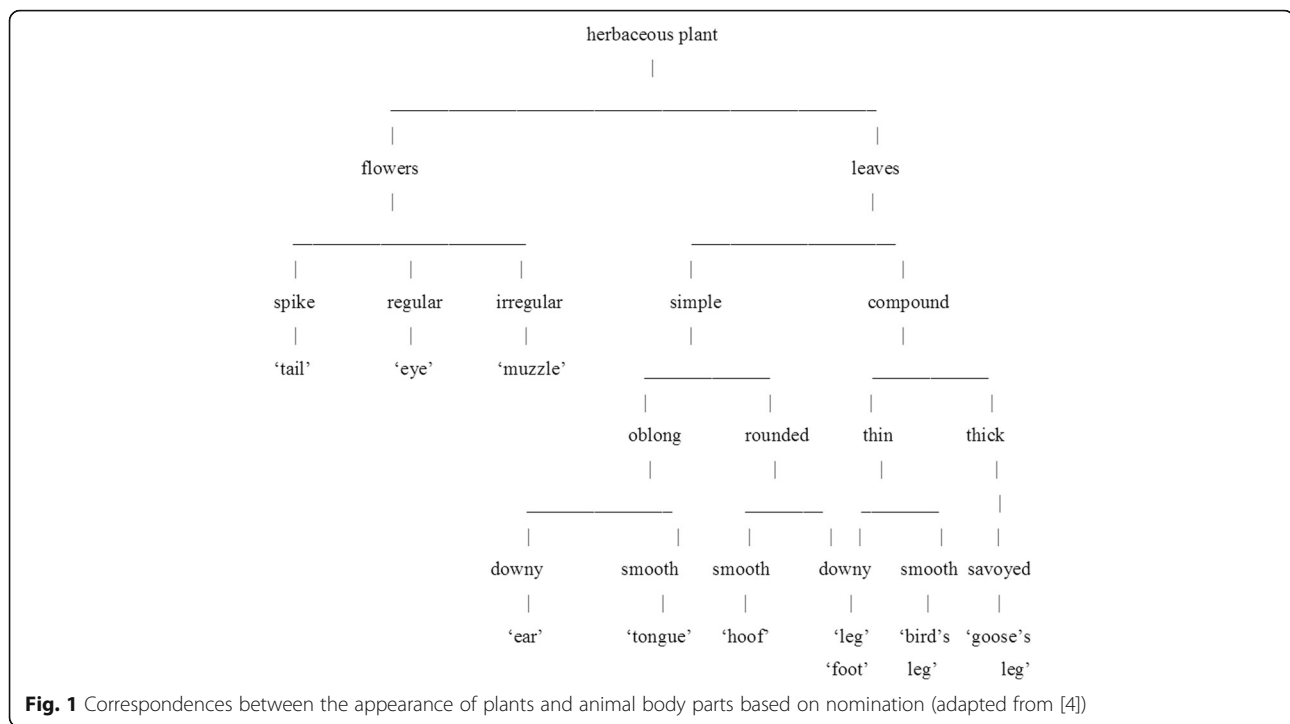 herbaceous plant
flowers leaves
spike regular irregular simple compound
‘tail’ ‘eye’ ‘muzzle’
oblong rounded thin thick
downy smooth smooth downy smooth savoyed
‘ear’ ‘tongue’ ‘hoof’ ‘leg’ ‘bird’s ‘goose’s
‘foot’ leg’ leg’
Fig. 1 Correspondences between the appearance of plants and animal body parts based on nomination (adapted from [4])